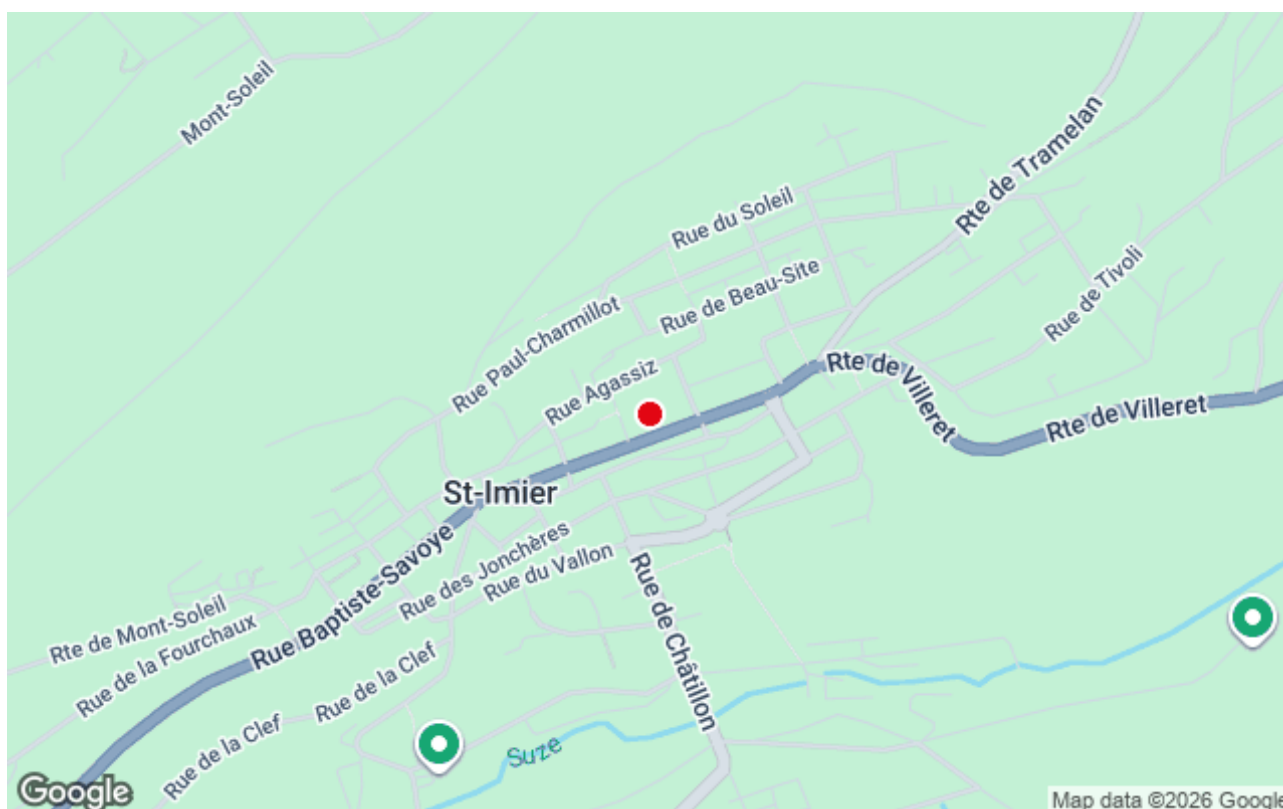 Mont-Soleil
Rte de Tramelan
Rue du Soleil
Rue de Beau-Site
Rue de Tivoli
Rue Paul-Charmillot
Rue Agassiz
Rte de Villeret
Rte de Villeret
St-Imier
Rue des Jonchères
Rue du Vallon
Rue Baptiste-Savoye
Rte de Mont-Soleil
Rue de la Fourchaux
Rue de Châtillon
Rue de la Clef
Rue de la Clef
Suze
Google
Map data ©2026 Google